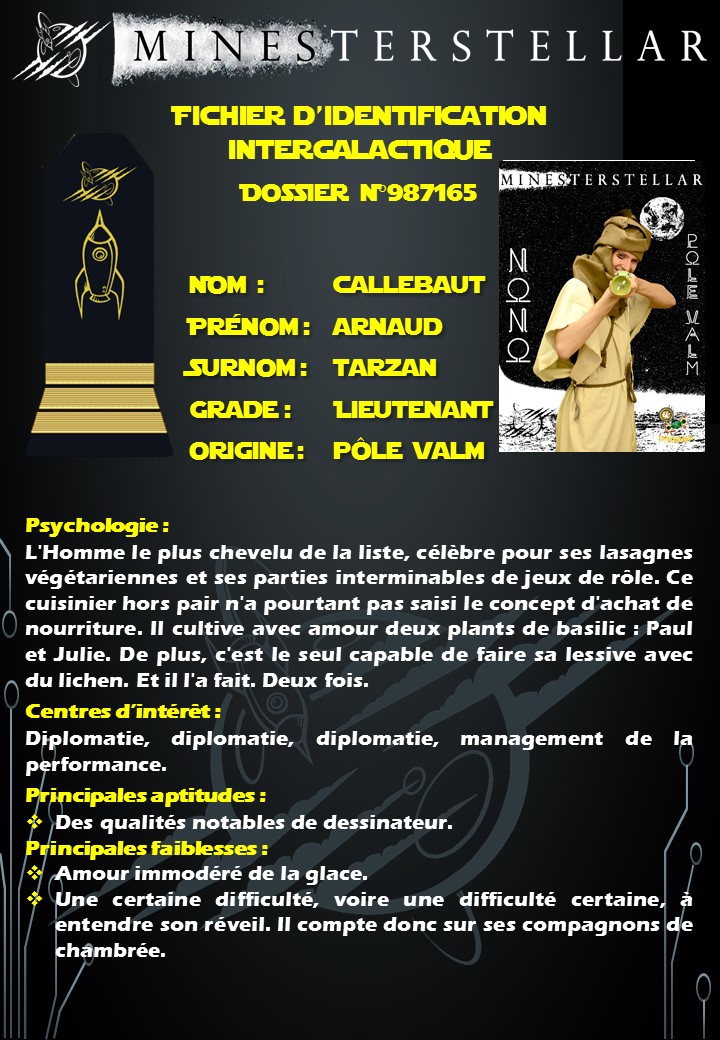 MINESTERSTELLAR
FICHIER D'IDENTIFICATION
INTERGALACTIQUE
DOSSIER N°987165
MINESTERSTELLAR
NONO
PÔLE VALM
NOM : CALLEBAUT
PRÉNOM : ARNAUD
SURNOM : TARZAN
GRADE : LIEUTENANT
ORIGINE : PÔLE VALM
Psychologie :
L'Homme le plus chevelu de la liste, célèbre pour ses lasagnes
végétariennes et ses parties interminables de jeux de rôle. Ce
cuisinier hors pair n'a pourtant pas saisi le concept d'achat de
nourriture. Il cultive avec amour deux plants de basilic : Paul
et Julie. De plus, c'est le seul capable de faire sa lessive avec
du lichen. Et il l'a fait. Deux fois.
Centres d'intérêt :
Diplomatie, diplomatie, diplomatie, management de la
performance.
Principales aptitudes :
❖ Des qualités notables de dessinateur.
Principales faiblesses :
❖ Amour immodéré de la glace.
❖ Une certaine difficulté, voire une difficulté certaine, à
entendre son réveil. Il compte donc sur ses compagnons de
chambrée.